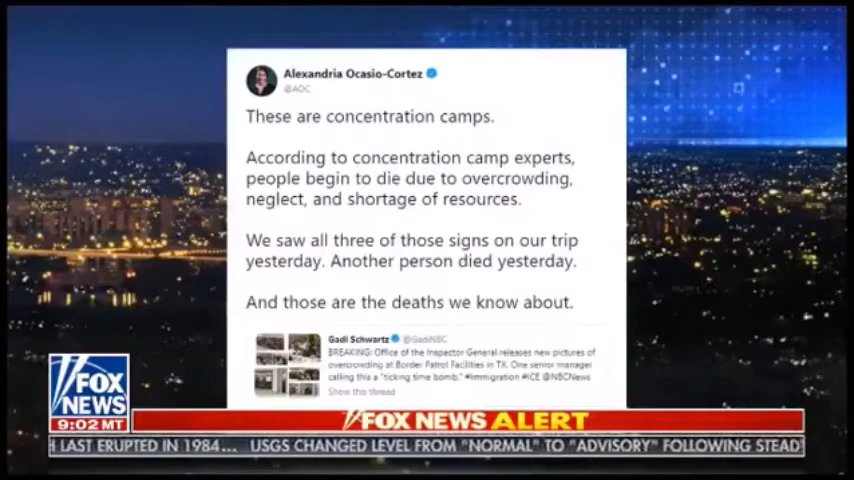 Alexandria Ocasio-Cortez
@AOC
These are concentration camps.
According to concentration camp experts,
people begin to die due to overcrowding,
neglect, and shortage of resources.
We saw all three of those signs on our trip
yesterday. Another person died yesterday.
And those are the deaths we know about.
Gadi Schwartz @GadiNBC
BREAKING: Office of the Inspector General releases new pictures of
overcrowding at Border Patrol Facilities in TX. One senior manager
calling this a "ticking time bomb." #Immigration #ICE @NBCNews
Show this thread
FOX
NEWS
9:02 MT
FOX NEWS ALERT
H LAST ERUPTED IN 1984... USGS CHANGED LEVEL FROM "NORMAL" TO "ADVISORY" FOLLOWING STEAD